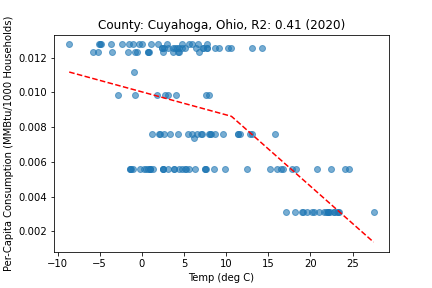 County: Cuyahoga, Ohio, R2: 0.41 (2020)
Per-Capita Consumption (MMBtu/1000 Households)
0.012
0.010
0.008
0.006
0.004
0.002
−10 −5 0 5 10 15 20 25
Temp (deg C)